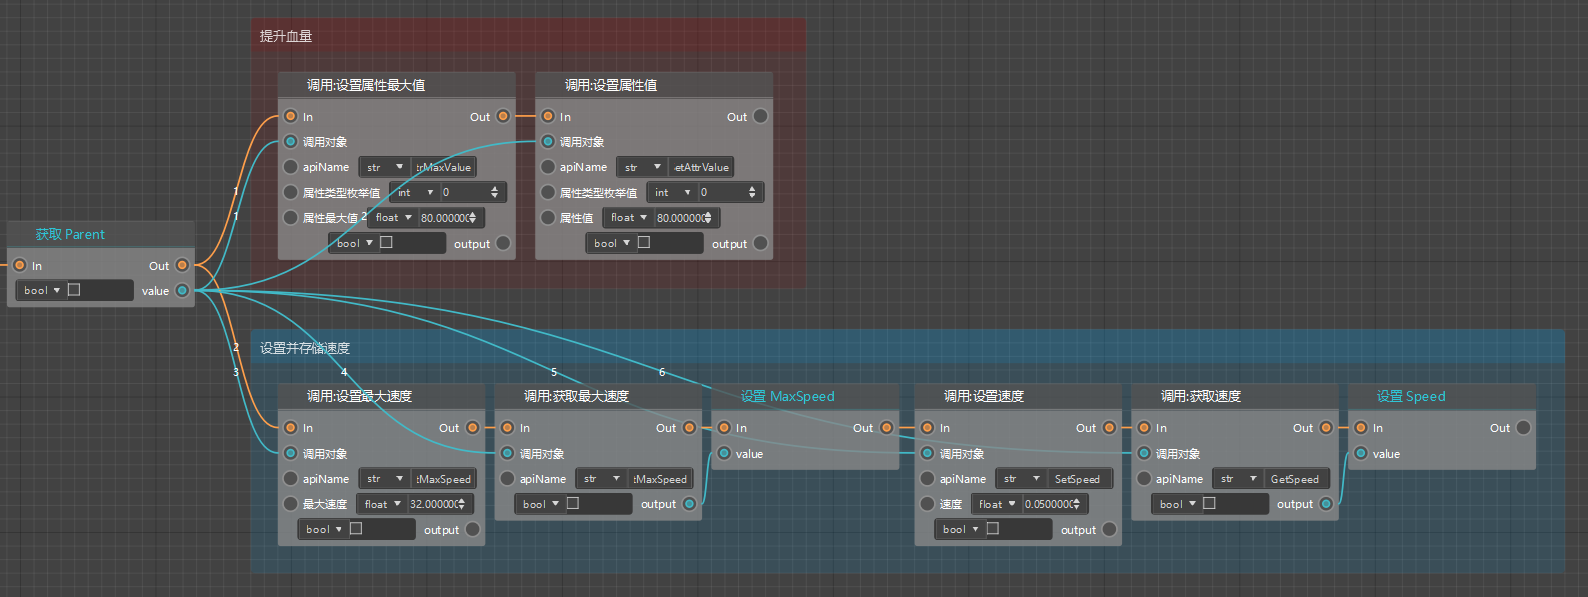 提升血量
调用:设置属性最大值
In Out
调用对象
apiName str trMaxValue
属性类型枚举值 int 0
属性最大值 float 80.000000
bool output
调用:设置属性值
In Out
调用对象
apiName str etAttrValue
属性类型枚举值 int 0
属性值 float 80.000000
bool output
1
1
2
获取 Parent
In Out
bool value
2
3
4
5
6
设置并存储速度
调用:设置最大速度
In Out
调用对象
apiName str tMaxSpeed
最大速度 float 32.00000
bool output
调用:获取最大速度
In Out
调用对象
apiName str tMaxSpeed
bool output
设置 MaxSpeed
In Out
value
调用:设置速度
In Out
调用对象
apiName str SetSpeed
速度 float 0.050000
bool output
调用:获取速度
In Out
调用对象
apiName str GetSpeed
bool output
设置 Speed
In Out
value